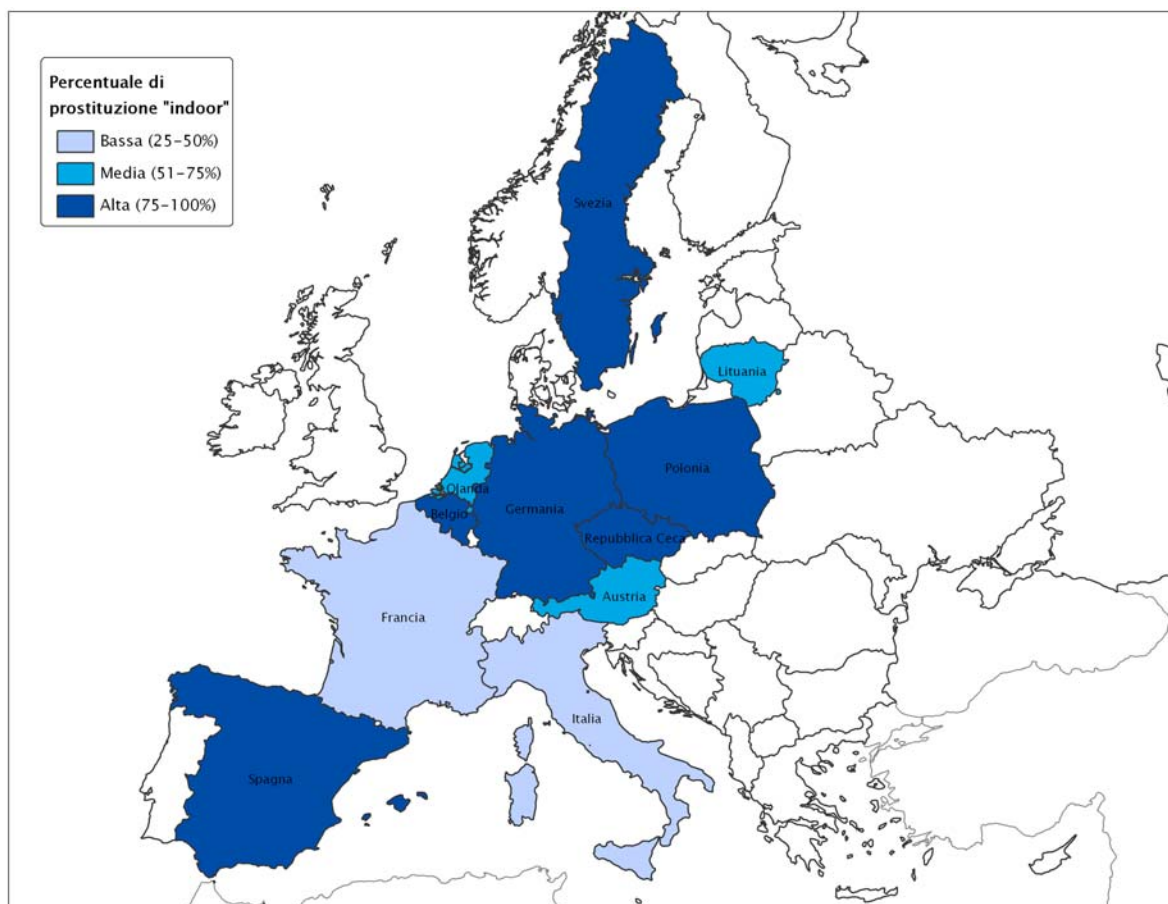 Percentuale di
prostituzione "indoor"
Bassa (25-50%)
Media (51-75%)
Alta (75-100%)
Svezia
Lituania
Polonia
Olanda
Belgio
Germania
Repubblica Ceca
Austria
Francia
Italia
Spagna